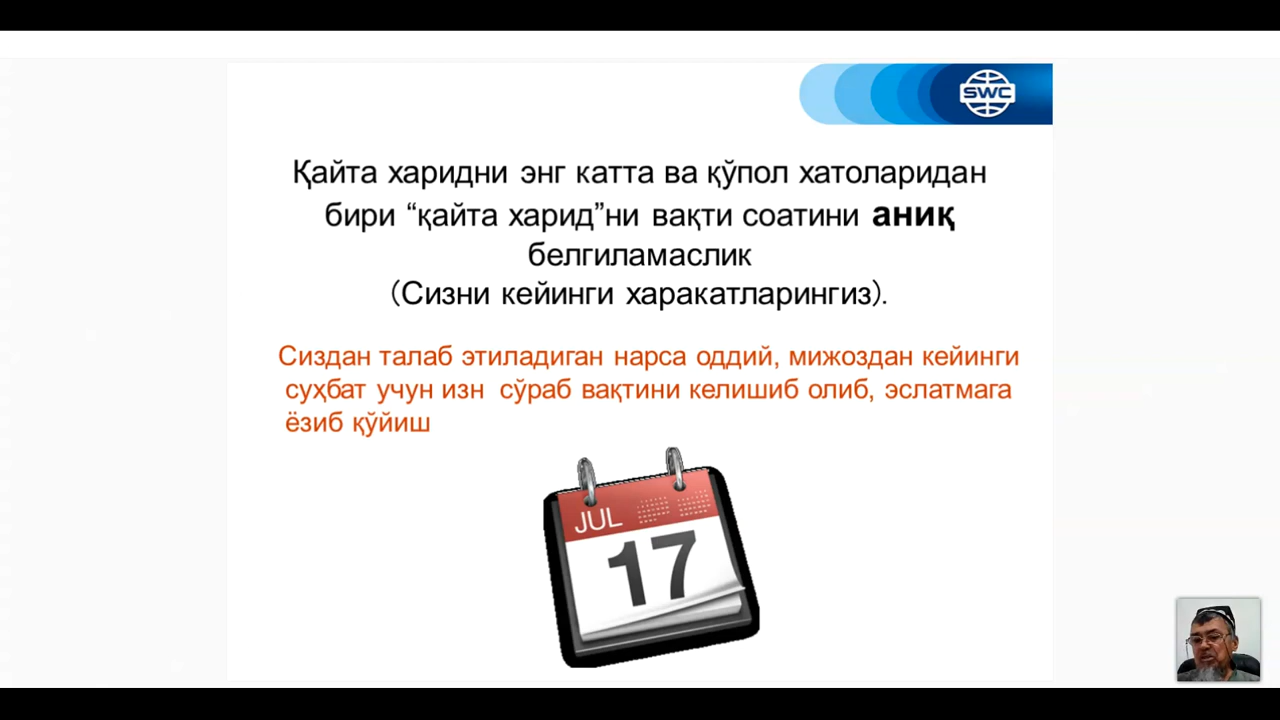 SWC
Қайта харидни энг катта ва қўпол хатоларидан
бири “қайта харид”ни вақти соатини аниқ
белгиламаслик
(Сизни кейинги харакатларингиз).
Сиздан талаб этиладиган нарса оддий, мижоздан кейинги
суҳбат учун изн сўраб вақтини келишиб олиб, эслатмага
ёзиб қўйиш
JUL
17